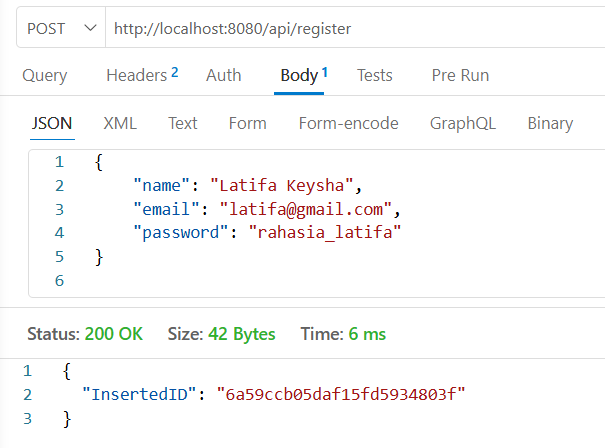 POST http://localhost:8080/api/register
Query Headers 2 Auth Body 1 Tests Pre Run
JSON XML Text Form Form-encode GraphQL Binary
1 {
2 "name": "Latifa Keysha",
3 "email": "latifa@gmail.com",
4 "password": "rahasia_latifa"
5 }
6
Status: 200 OK Size: 42 Bytes Time: 6 ms
1 {
2 "InsertedID": "6a59ccb05daf15fd5934803f"
3 }